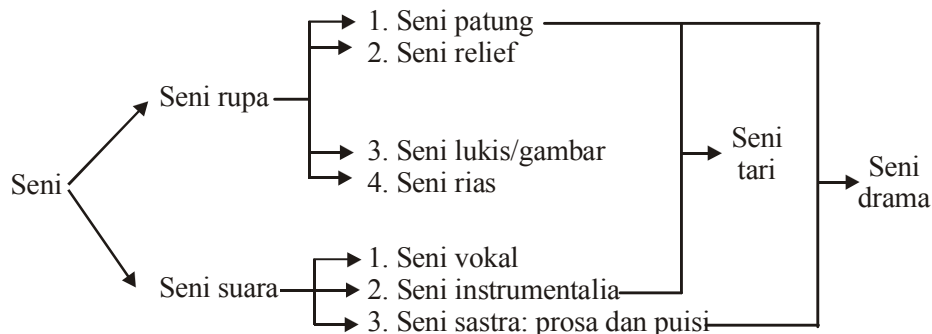 Seni
Seni rupa
1. Seni patung
2. Seni relief
3. Seni lukis/gambar
4. Seni rias
Seni suara
1. Seni vokal
2. Seni instrumentalia
3. Seni sastra: prosa dan puisi
Seni
tari
Seni
drama